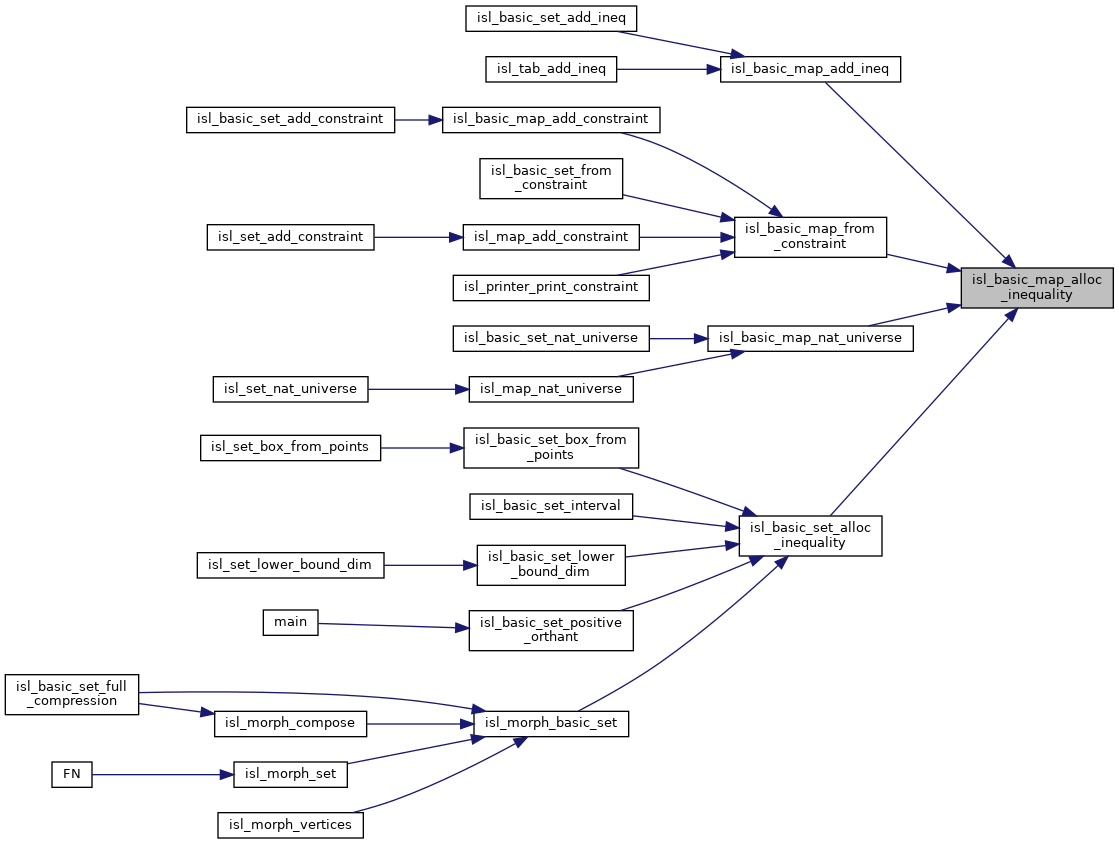 isl_basic_set_add_ineq
isl_tab_add_ineq
isl_basic_map_add_ineq
isl_basic_set_add_constraint
isl_basic_map_add_constraint
isl_basic_set_from
_constraint
isl_set_add_constraint
isl_map_add_constraint
isl_basic_map_from
_constraint
isl_printer_print_constraint
isl_basic_map_alloc
_inequality
isl_basic_set_nat_universe
isl_basic_map_nat_universe
isl_set_nat_universe
isl_map_nat_universe
isl_set_box_from_points
isl_basic_set_box_from
_points
isl_basic_set_interval
isl_basic_set_alloc
_inequality
isl_set_lower_bound_dim
isl_basic_set_lower
_bound_dim
main
isl_basic_set_positive
_orthant
isl_basic_set_full
_compression
isl_morph_compose
isl_morph_basic_set
FN
isl_morph_set
isl_morph_vertices